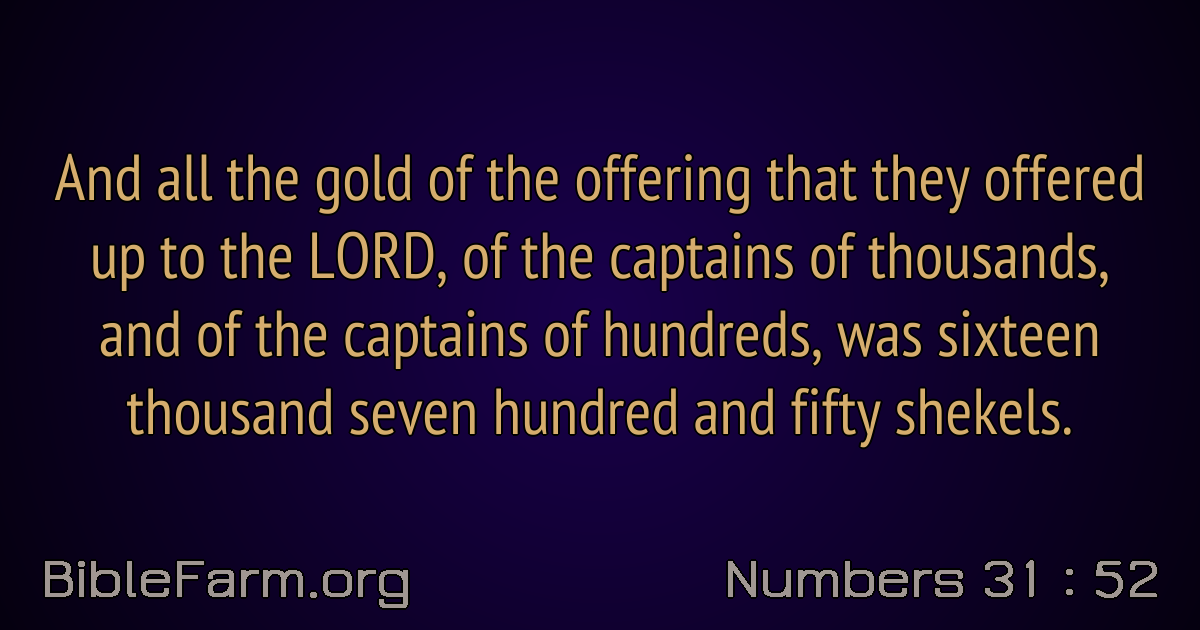 And all the gold of the offering that they offered
up to the LORD, of the captains of thousands,
and of the captains of hundreds, was sixteen
thousand seven hundred and fifty shekels.
BibleFarm.org
Numbers 31 : 52